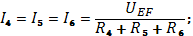 I₄ = I₅ = I₆ = U_EF / (R₄ + R₅ + R₆);